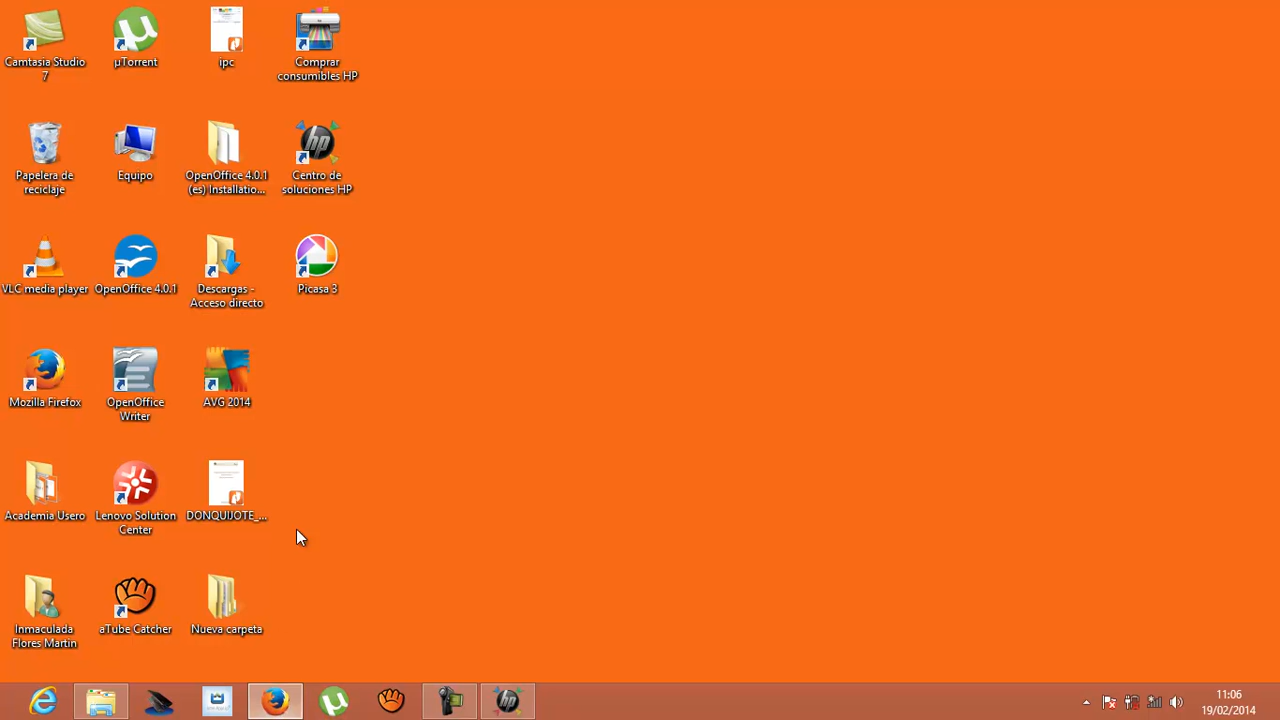 Camtasia Studio
7
µTorrent
ipc
Comprar
consumibles HP
Papelera de
reciclaje
Equipo
OpenOffice 4.0.1
(es) Installatio...
Centro de
soluciones HP
VLC media player
OpenOffice 4.0.1
Descargas -
Acceso directo
Picasa 3
Mozilla Firefox
OpenOffice
Writer
AVG 2014
Academia Usero
Lenovo Solution
Center
DONQUIJOTE_...
Inmaculada
Flores Martin
aTube Catcher
Nueva carpeta
11:06
19/02/2014